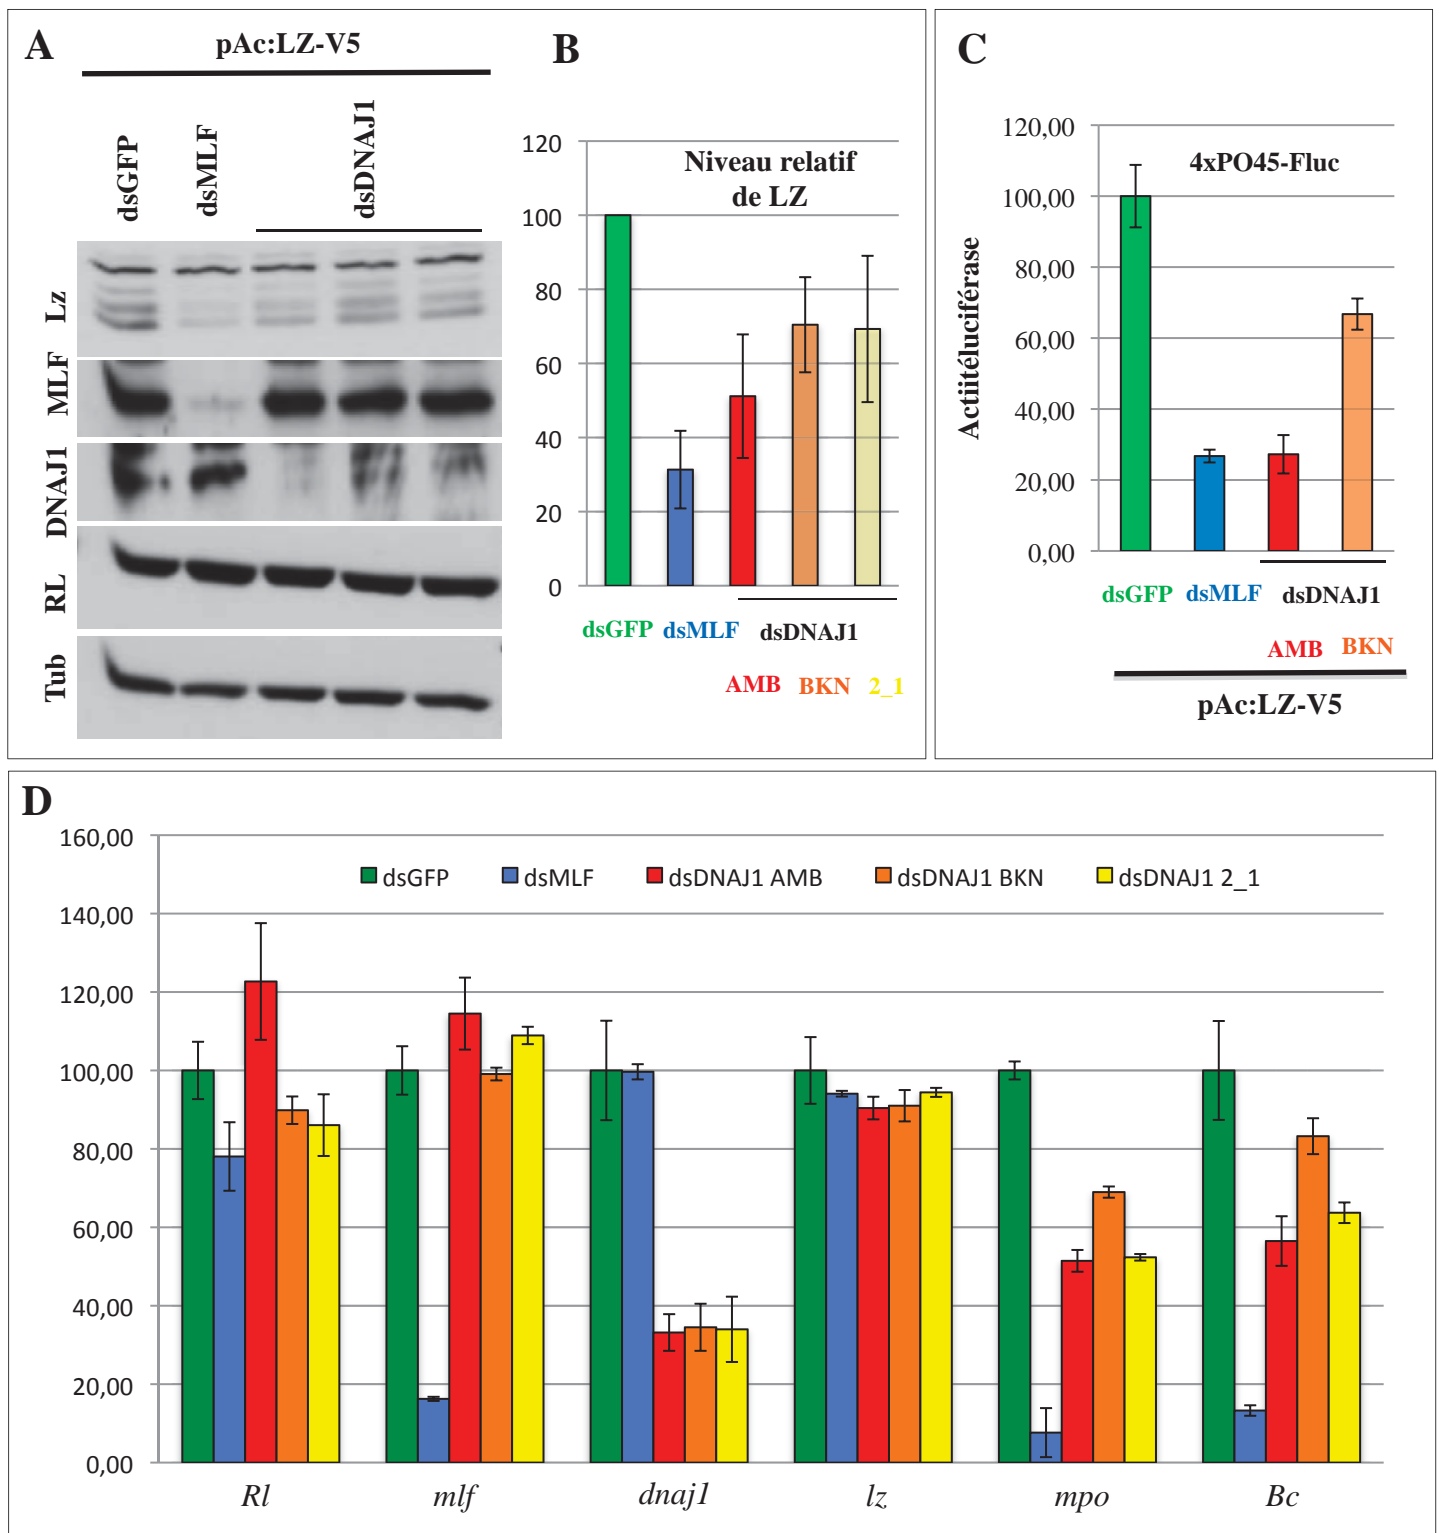 A
pAc:LZ-V5
dsGFP
dsMLF
dsDNAJ1
Lz
MLF
DNAJ1
RL
Tub
B
Niveau relatif
de LZ
120
100
80
60
40
20
0
dsGFP dsMLF dsDNAJ1
AMB BKN 2_1
C
4xPO45-Fluc
Actiitéluciférase
120,00
100,00
80,00
60,00
40,00
20,00
0,00
dsGFP dsMLF dsDNAJ1
AMB BKN
pAc:LZ-V5
D
160,00
140,00
120,00
100,00
80,00
60,00
40,00
20,00
0,00
dsGFP dsMLF dsDNAJ1 AMB dsDNAJ1 BKN dsDNAJ1 2_1
Rl mlf dnaj1 lz mpo Bc